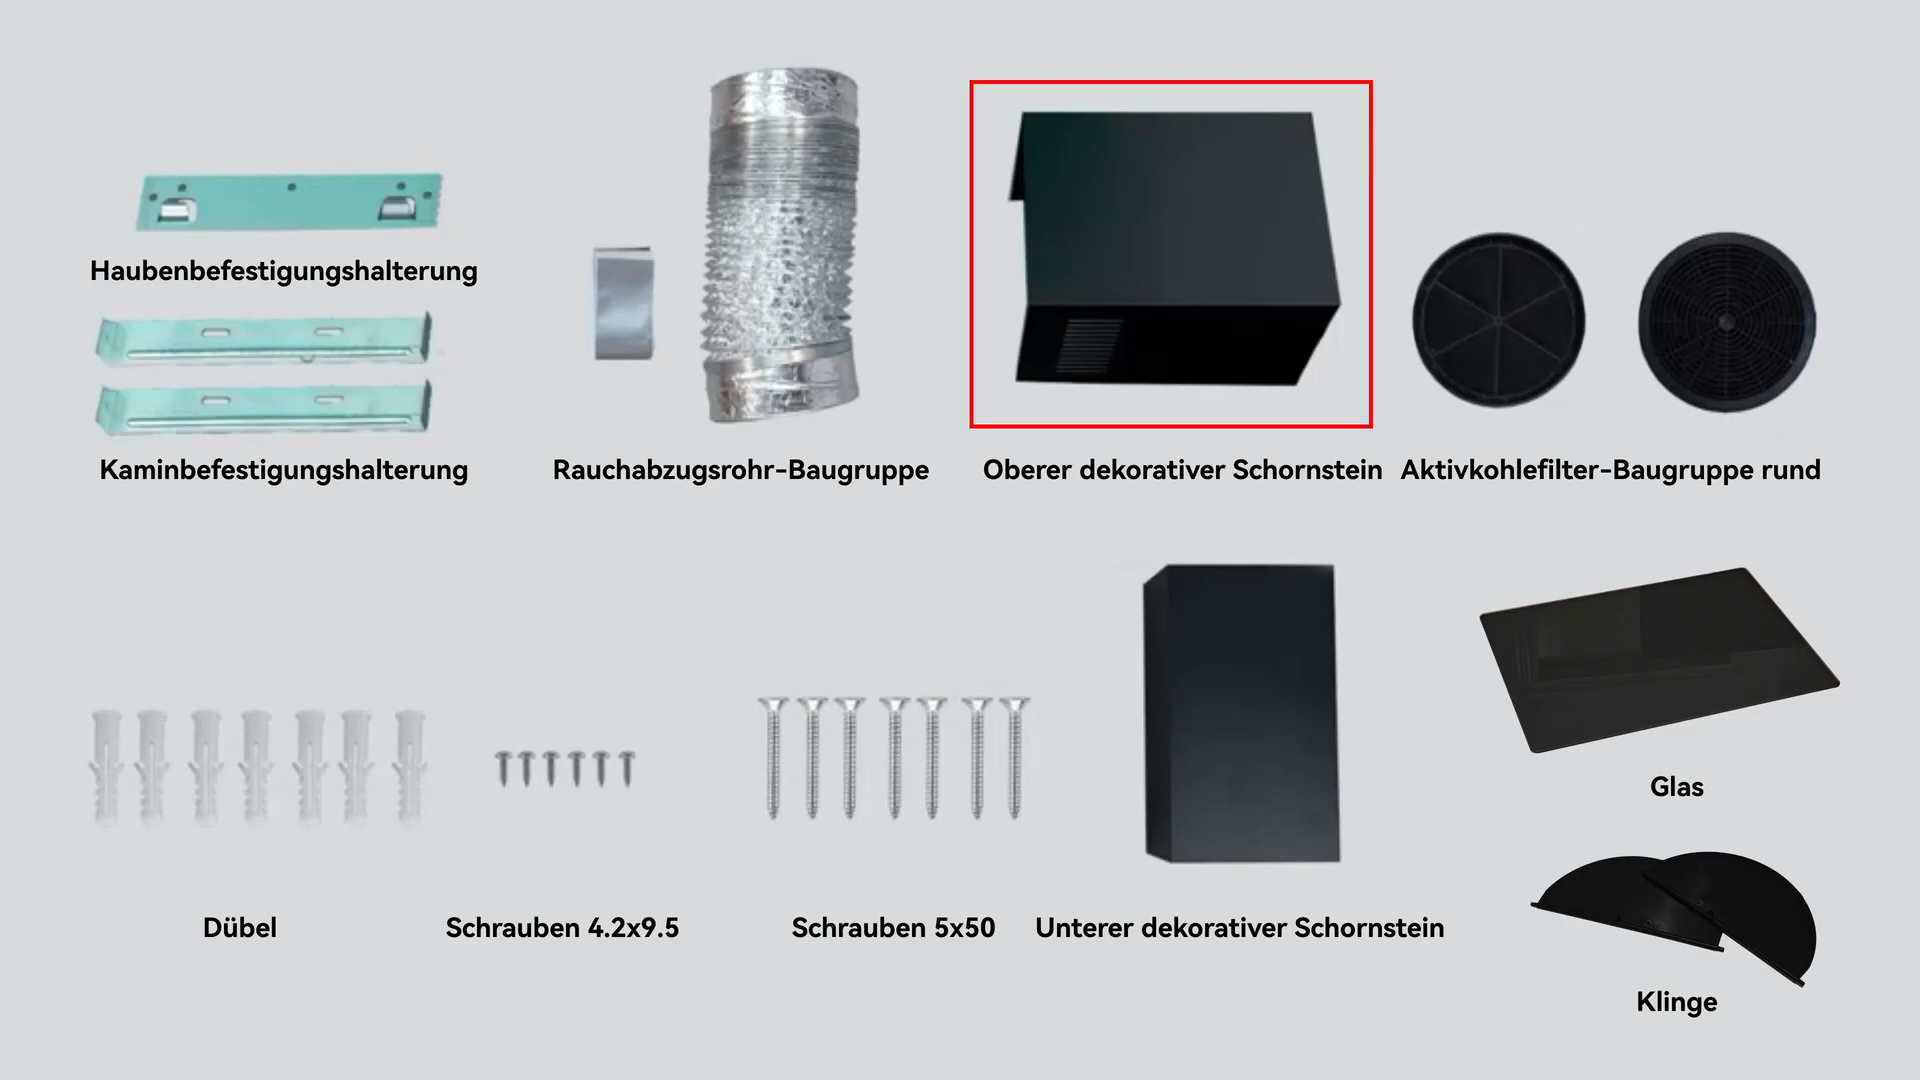 Haubenbefestigungshalterung
Kaminbefestigungshalterung
Rauchabzugsrohr-Baugruppe
Oberer dekorativer Schornstein
Aktivkohlefilter-Baugruppe rund
Dübel
Schrauben 4.2x9.5
Schrauben 5x50
Unterer dekorativer Schornstein
Glas
Klinge